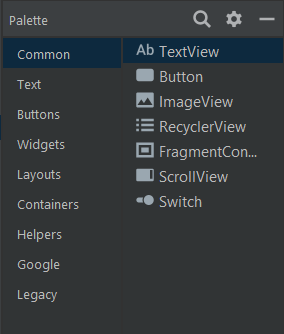 Palette
Common
Text
Buttons
Widgets
Layouts
Containers
Helpers
Google
Legacy
Ab TextView
Button
ImageView
RecyclerView
FragmentCon...
ScrollView
Switch